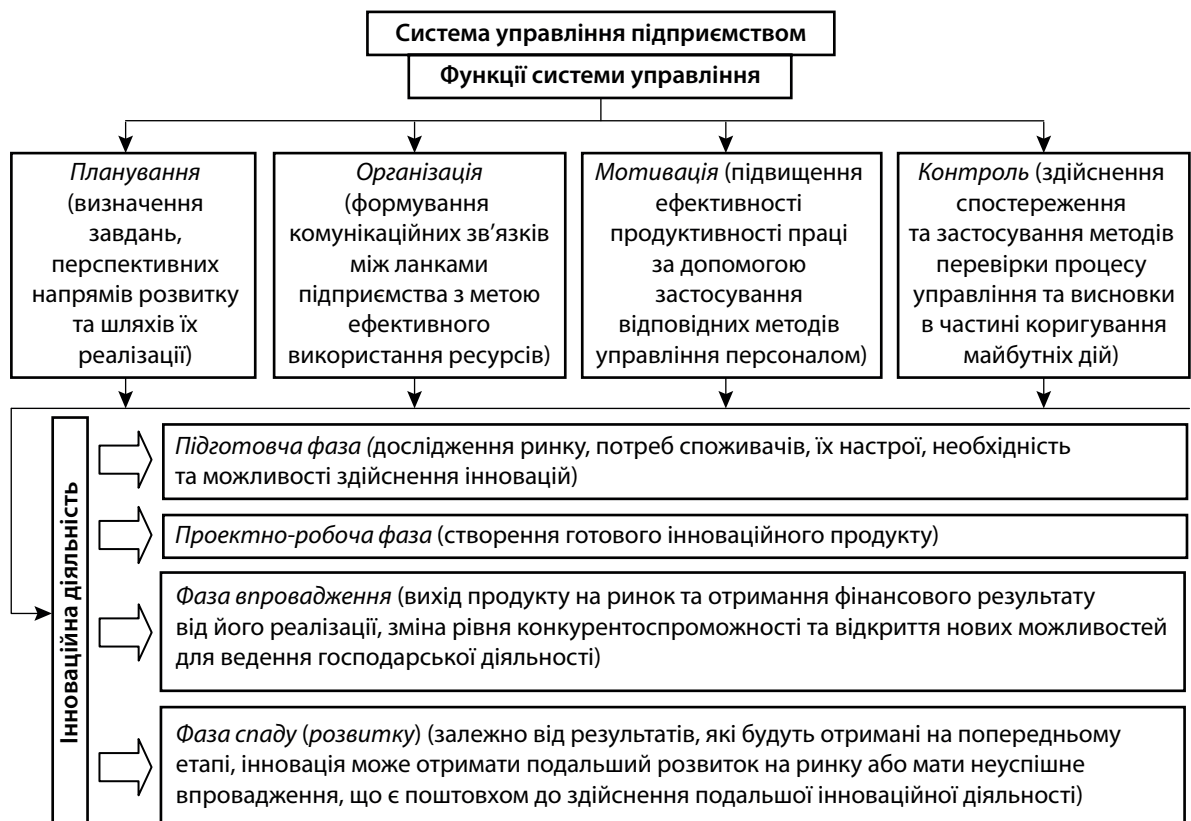 Система управління підприємством
Функції системи управління
Планування
(визначення
завдань,
перспективних
напрямів розвитку
та шляхів їх
реалізації)
Організація
(формування
комунікаційних зв'язків
між ланками
підприємства з метою
ефективного
використання ресурсів)
Мотивація (підвищення
ефективності
продуктивності праці
за допомогою
застосування
відповідних методів
управління персоналом)
Контроль (здійснення
спостереження
та застосування методів
перевірки процесу
управління та висновки
в частині коригування
майбутніх дій)
Інноваційна діяльність
Підготовча фаза (дослідження ринку, потреб споживачів, їх настрої, необхідність
та можливості здійснення інновацій)
Проектно-робоча фаза (створення готового інноваційного продукту)
Фаза впровадження (вихід продукту на ринок та отримання фінансового результату
від його реалізації, зміна рівня конкурентоспроможності та відкриття нових можливостей
для ведення господарської діяльності)
Фаза спаду (розвитку) (залежно від результатів, які будуть отримані на попередньому
етапі, інновація може отримати подальший розвиток на ринку або мати неуспішне
впровадження, що є поштовхом до здійснення подальшої інноваційної діяльності)